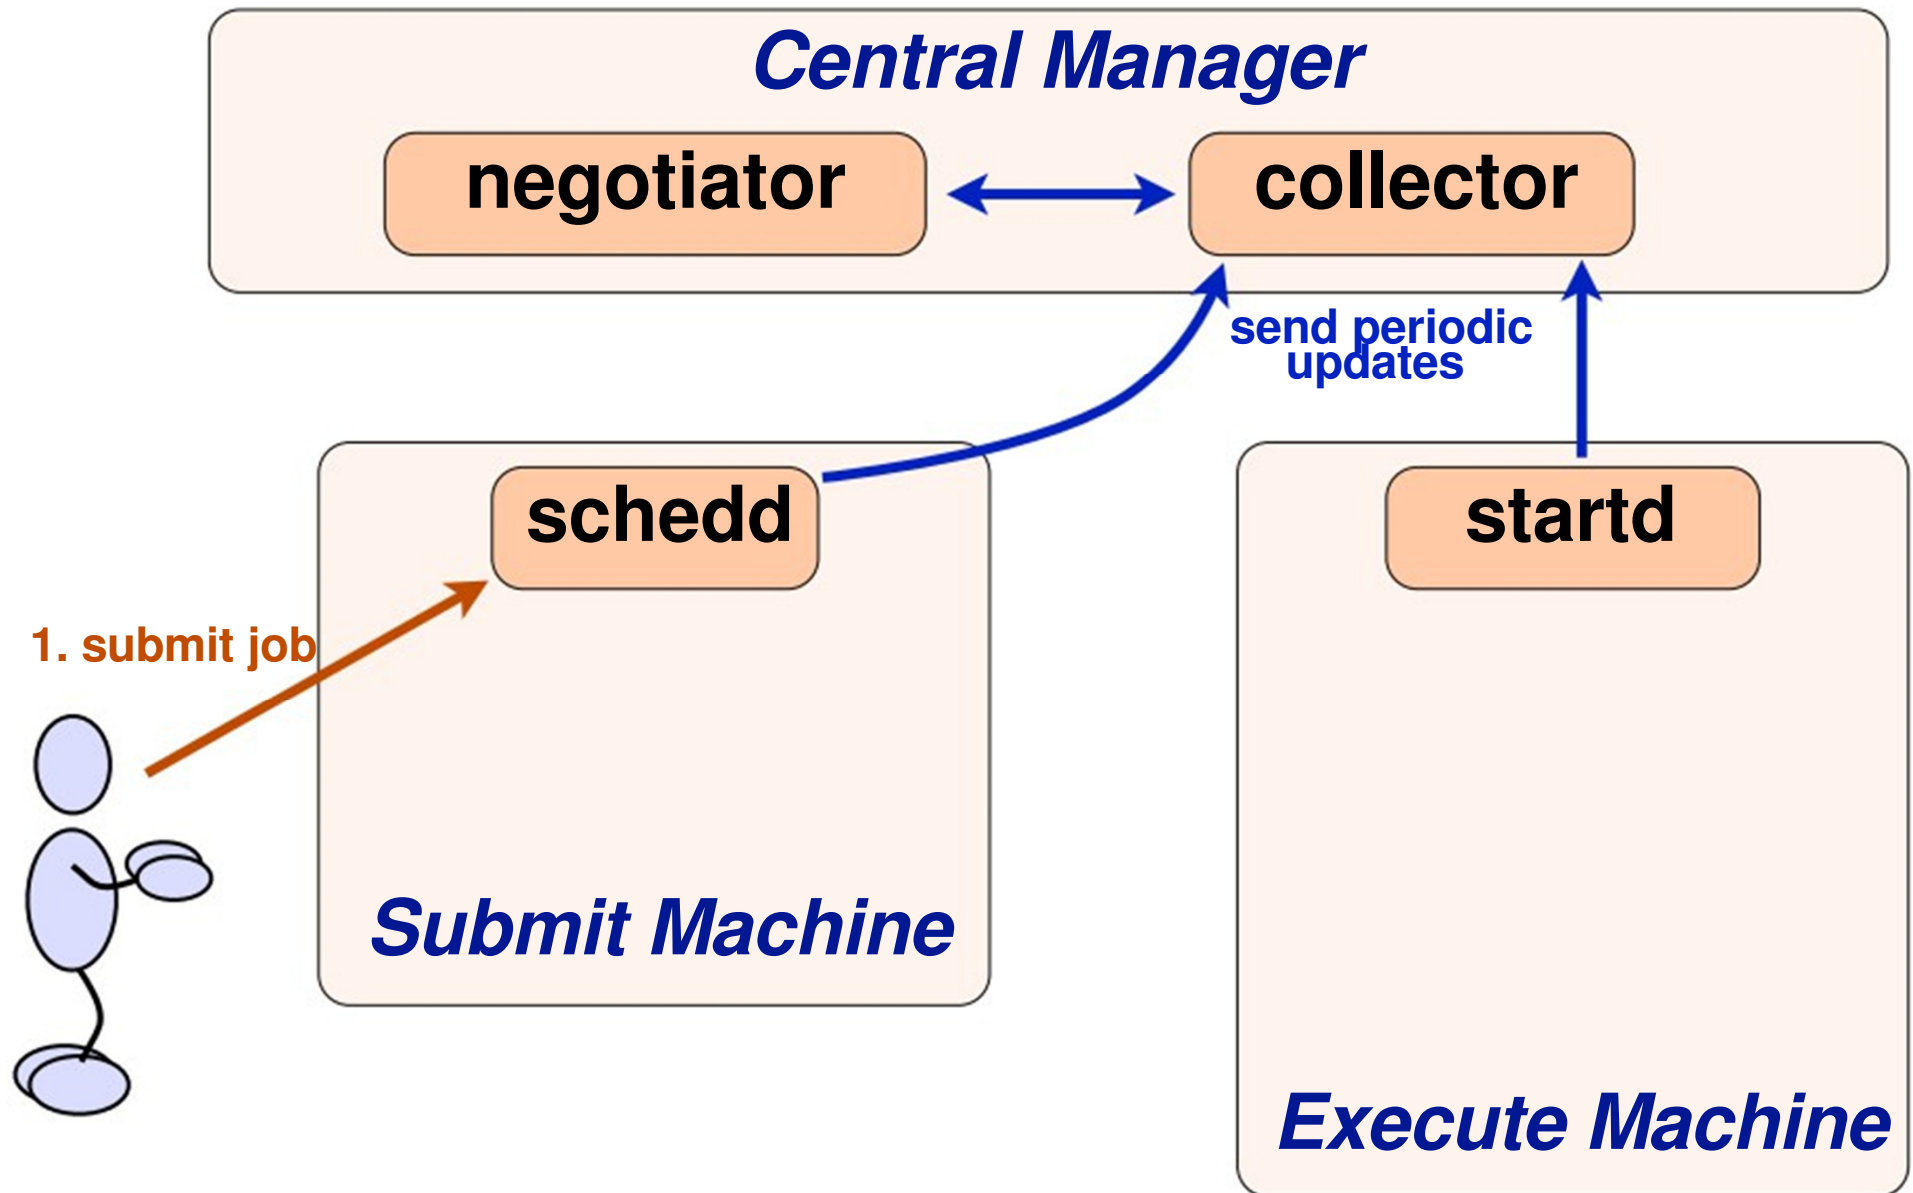 Central Manager
negotiator
collector
send periodic
updates
schedd
startd
1. submit job
Submit Machine
Execute Machine